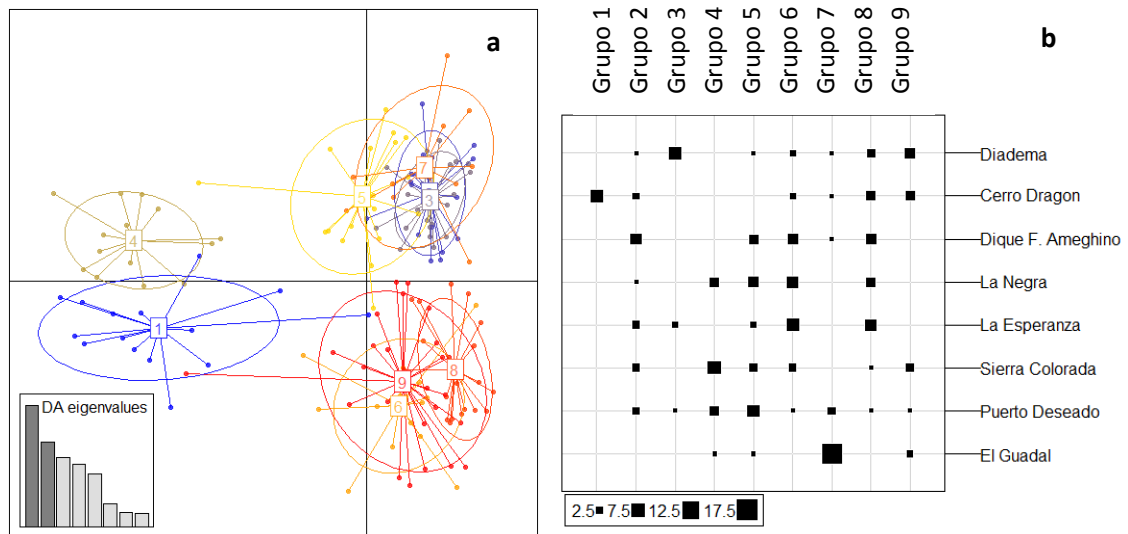 a
7
3
5
4
1
9
8
6
DA eigenvalues
Grupo 1
Grupo 2
Grupo 3
Grupo 4
Grupo 5
Grupo 6
Grupo 7
Grupo 8
Grupo 9
b
Diadema
Cerro Dragon
Dique F. Ameghino
La Negra
La Esperanza
Sierra Colorada
Puerto Deseado
El Guadal
2.5 7.5 12.5 17.5